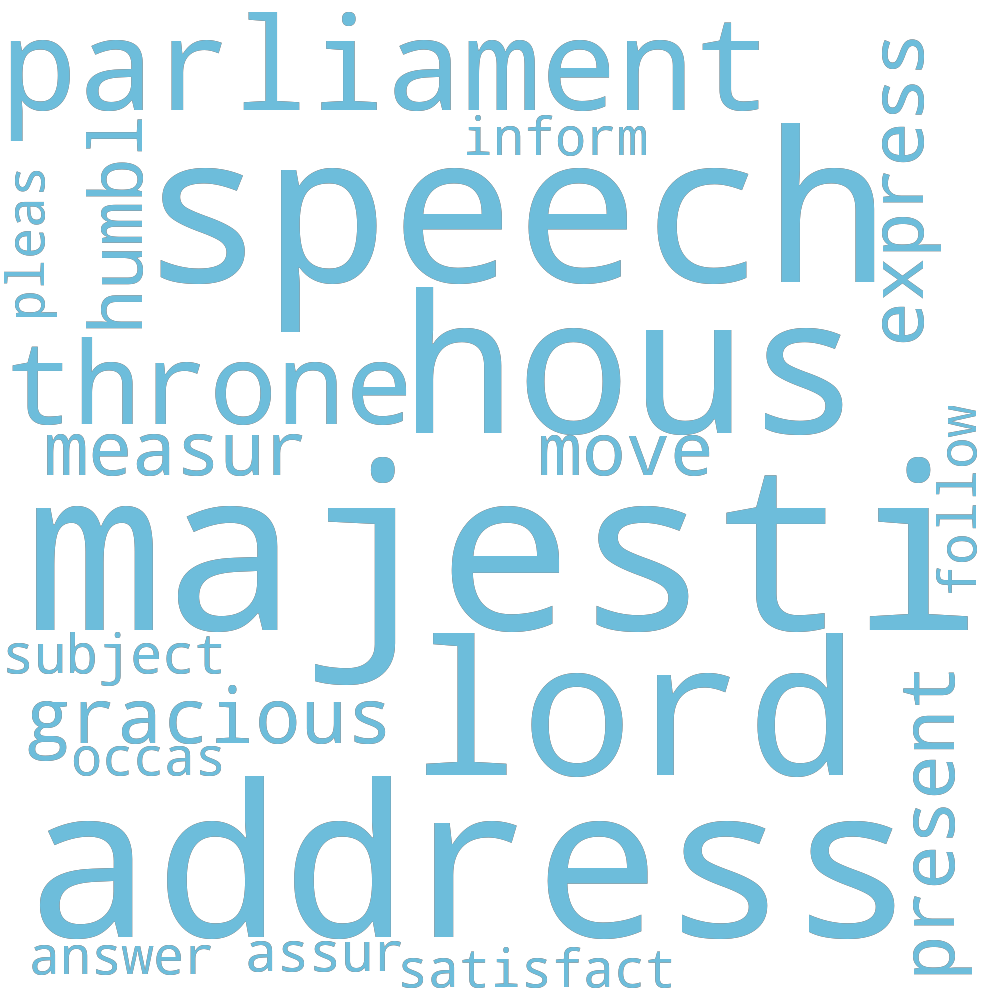 parliament
inform
express
pleas
humbl
speech
hous
throne
measur
move
follow
majesti
subject
lord
gracious
occas
present
address
answer
assur
satisfact